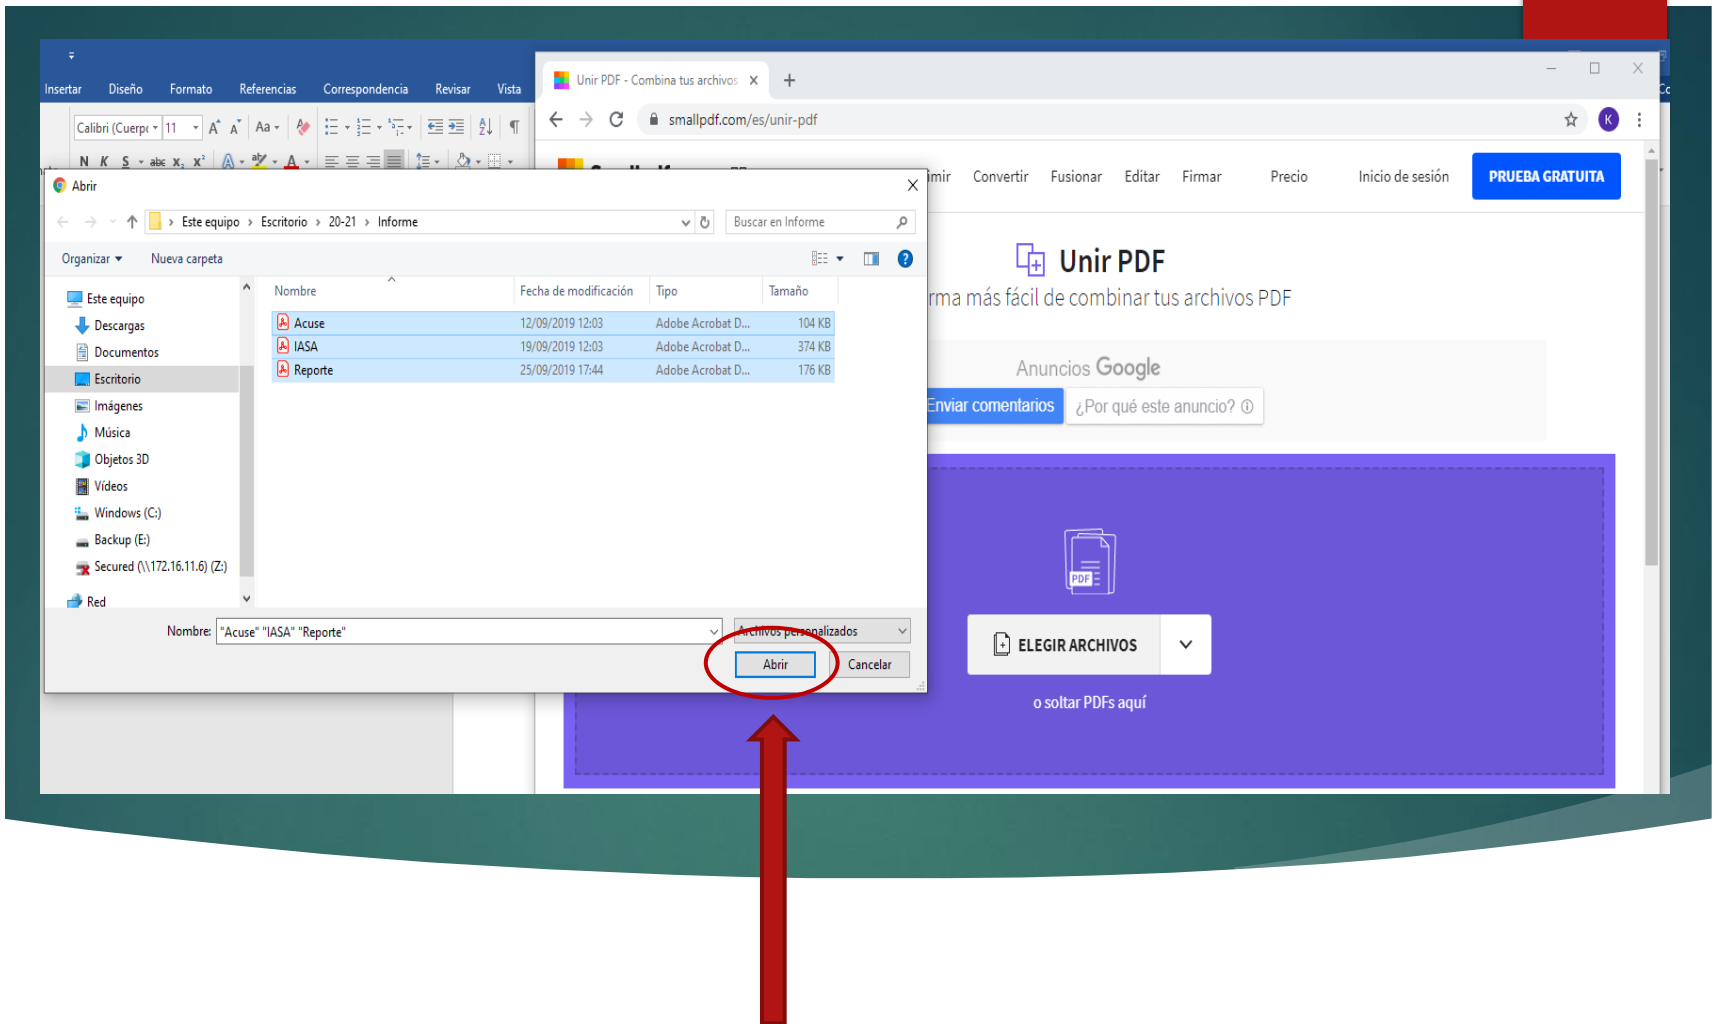 Insertar Diseño Formato Referencias Correspondencia Revisar Vista
Unir PDF - Combina tus archivos
smallpdf.com/es/unir-pdf
K
Calibri (Cuerpo 11 Aa
N K S abc x₂ x²
Convertir Fusionar Editar Firmar Precio Inicio de sesión PRUEBA GRATUITA
Abrir
Este equipo > Escritorio > 20-21 > Informe
Buscar en Informe
Organizar Nueva carpeta
Nombre Fecha de modificación Tipo Tamaño
Acuse 12/09/2019 12:03 Adobe Acrobat D... 104 KB
IASA 19/09/2019 12:03 Adobe Acrobat D... 374 KB
Reporte 25/09/2019 17:44 Adobe Acrobat D... 176 KB
Este equipo
Descargas
Documentos
Escritorio
Imágenes
Música
Objetos 3D
Vídeos
Windows (C:)
Backup (E:)
Secured (\\172.16.11.6) (Z:)
Red
Nombre: "Acuse" "IASA" "Reporte"
Archivos personalizados
Abrir Cancelar
Unir PDF
más fácil de combinar tus archivos PDF
Anuncios Google
Enviar comentarios ¿Por qué este anuncio?
PDF
ELEGIR ARCHIVOS
o soltar PDFs aquí